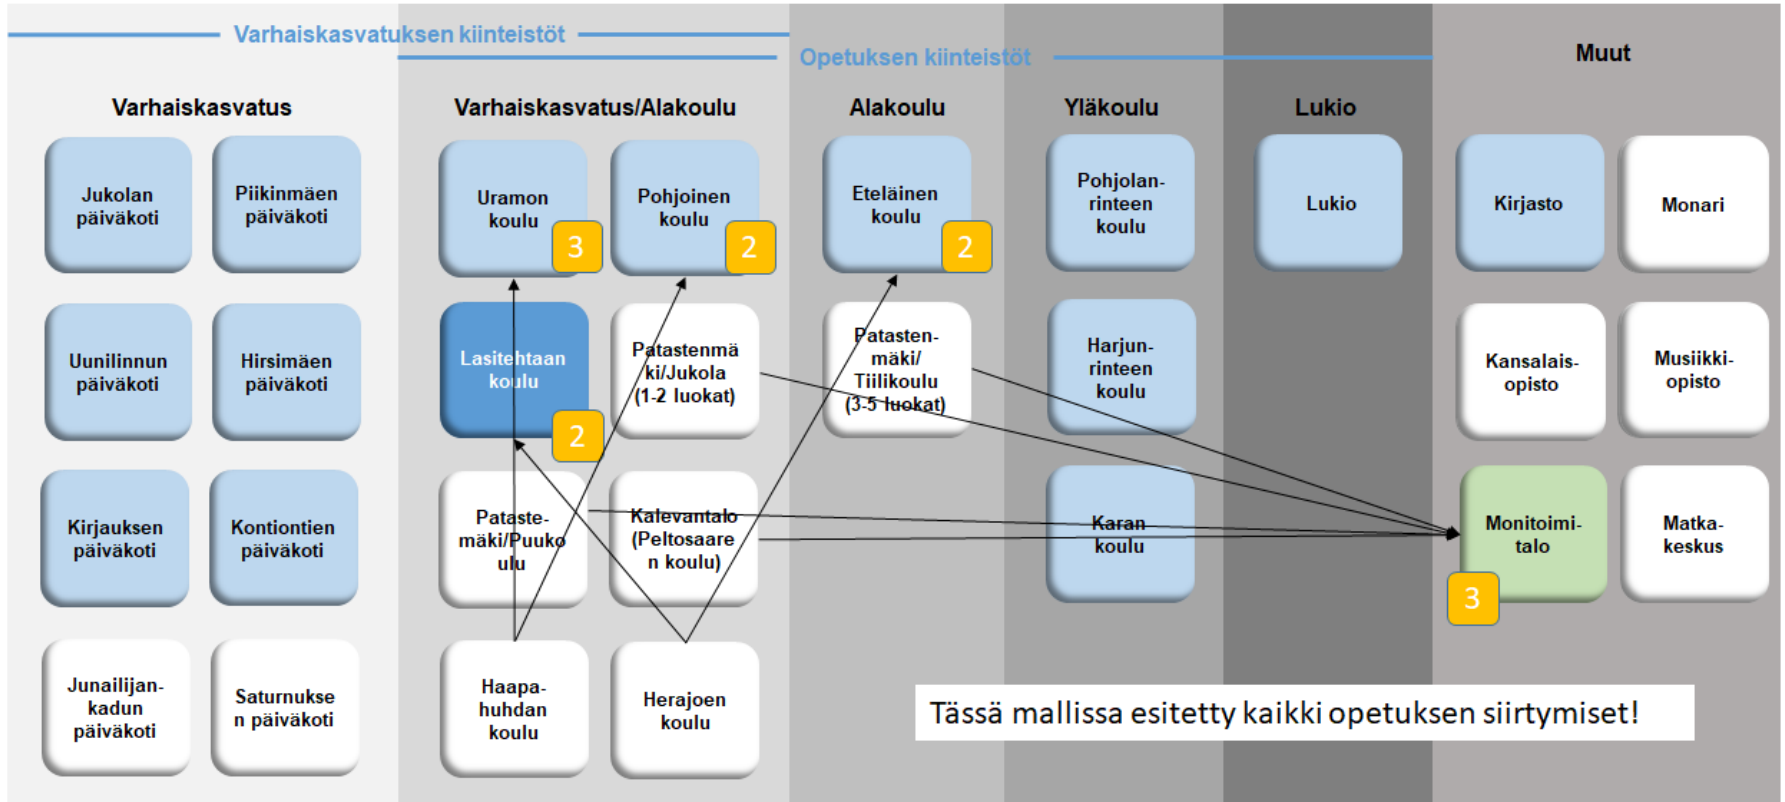 Varhaiskasvatuksen kiinteistöt
Opetuksen kiinteistöt
Muut
Varhaiskasvatus
Varhaiskasvatus/Alakoulu
Alakoulu
Yläkoulu
Lukio
Jukolan
päiväkoti
Piikinmäen
päiväkoti
Uramon
koulu
3
Pohjoinen
koulu
2
Eteläinen
koulu
2
Pohjolan-
rinteen
koulu
Lukio
Kirjasto
Monari
Uunilinnun
päiväkoti
Hirsimäen
päiväkoti
Lasitehtaan
koulu
2
Patastenmä
ki/Jukola
(1-2 luokat)
Patasten-
mäki/
Tiilikoulu
(3-5 luokat)
Harjun-
rinteen
koulu
Kansalais-
opisto
Musiikki-
opisto
Kirjauksen
päiväkoti
Kontiontien
päiväkoti
Pataste-
mäki/Puuko
ulu
Kalevantalo
(Peltosaare
n koulu)
Karan
koulu
Monitoimi-
talo
3
Matka-
keskus
Junailijan-
kadun
päiväkoti
Saturnukse
n päiväkoti
Haapa-
huhdan
koulu
Herajoen
koulu
Tässä mallissa esitetty kaikki opetuksen siirtymiset!